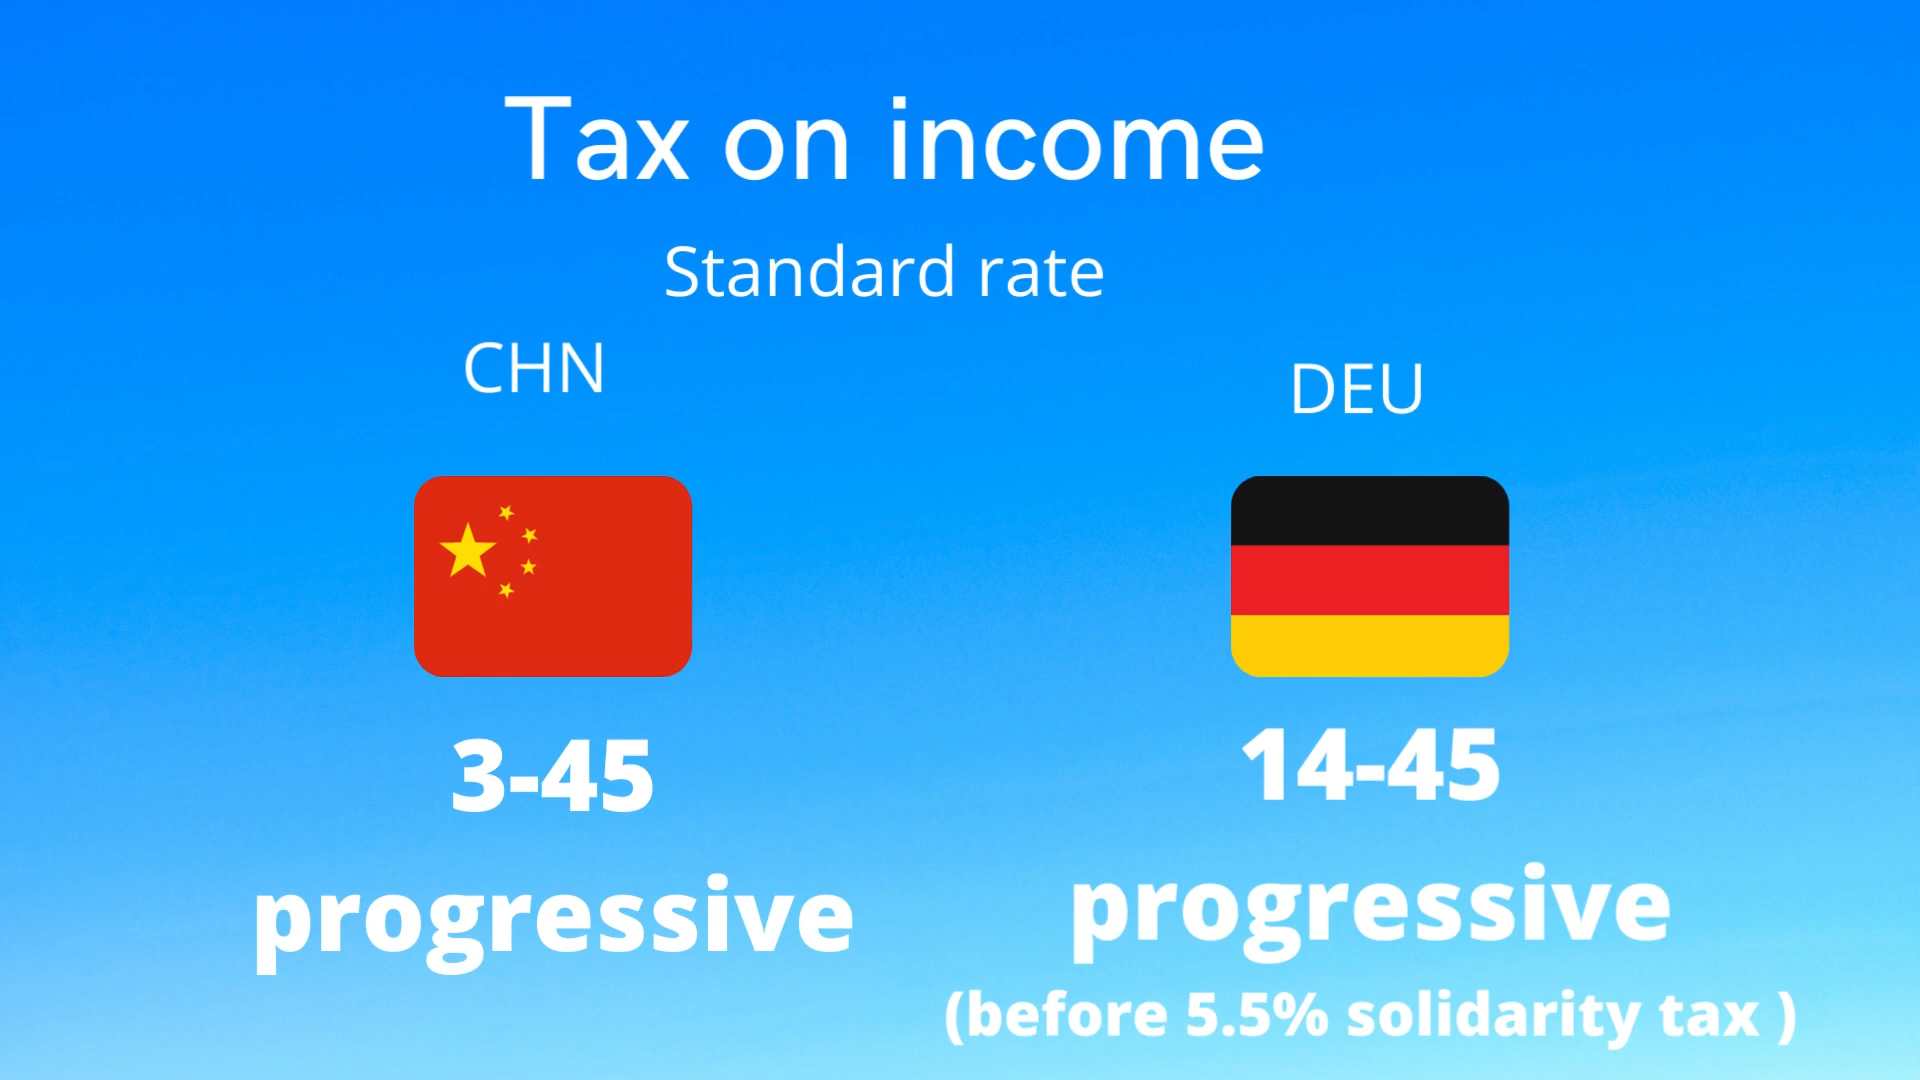 Tax on income
Standard rate
CHN
DEU
3-45
progressive
14-45
progressive
(before 5.5% solidarity tax )